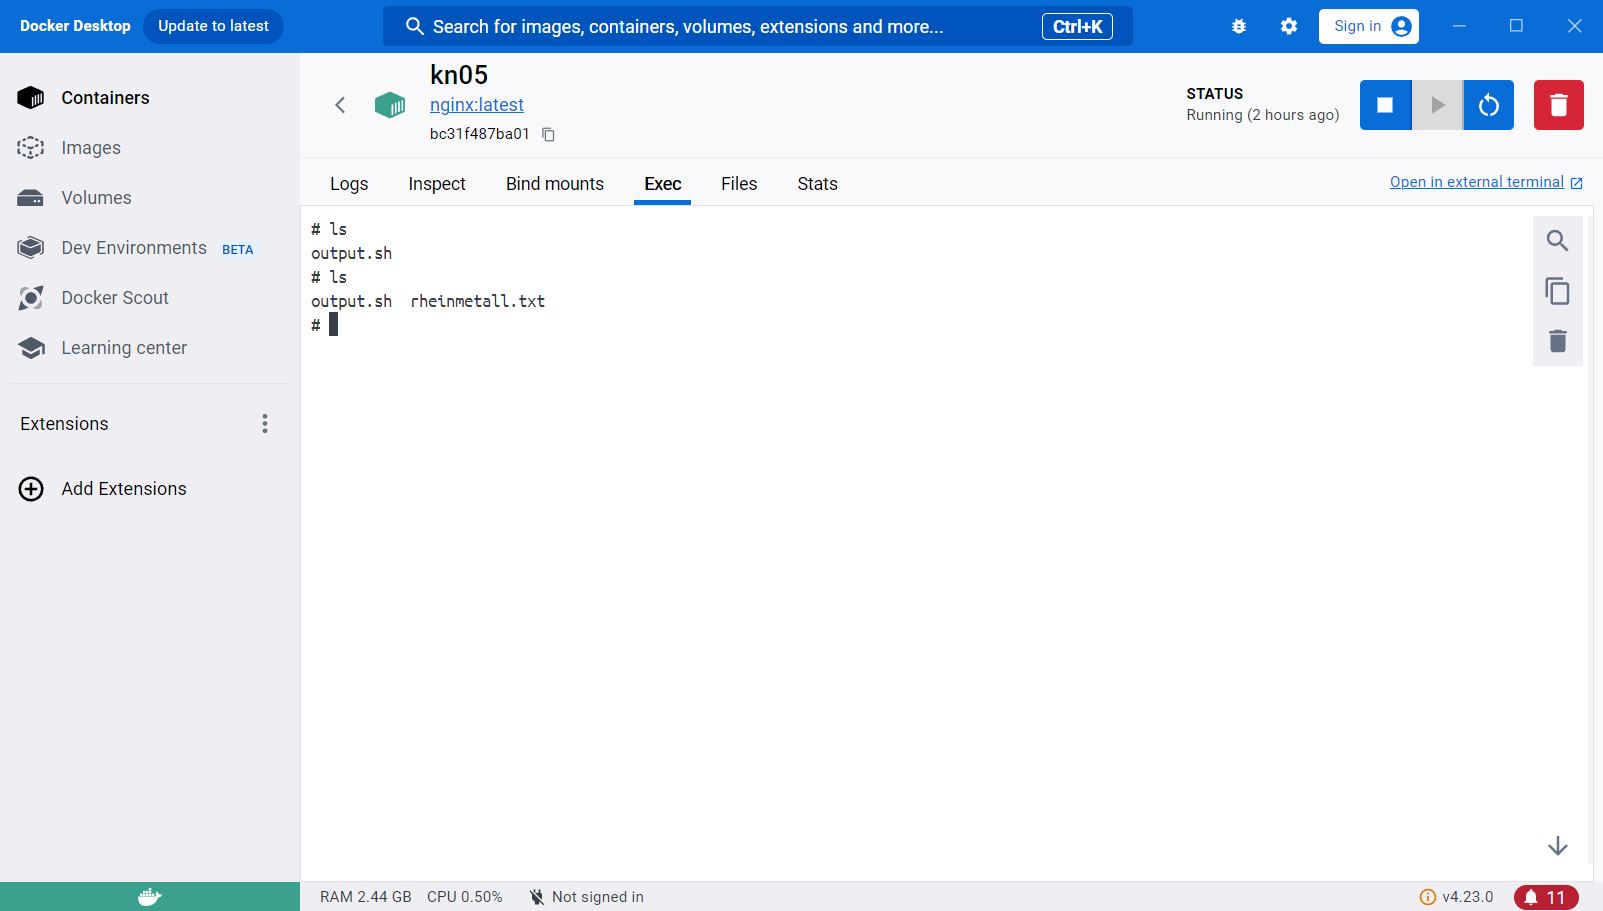 Docker Desktop
Update to latest
Search for images, containers, volumes, extensions and more...
Ctrl+K
Sign in
Containers
Images
Volumes
Dev Environments BETA
Docker Scout
Learning center
Extensions
Add Extensions
kn05
nginx:latest
bc31f487ba01
STATUS
Running (2 hours ago)
Logs Inspect Bind mounts Exec Files Stats
Open in external terminal
# ls
output.sh
# ls
output.sh rheinmetall.txt
#
RAM 2.44 GB CPU 0.50% Not signed in
v4.23.0
11